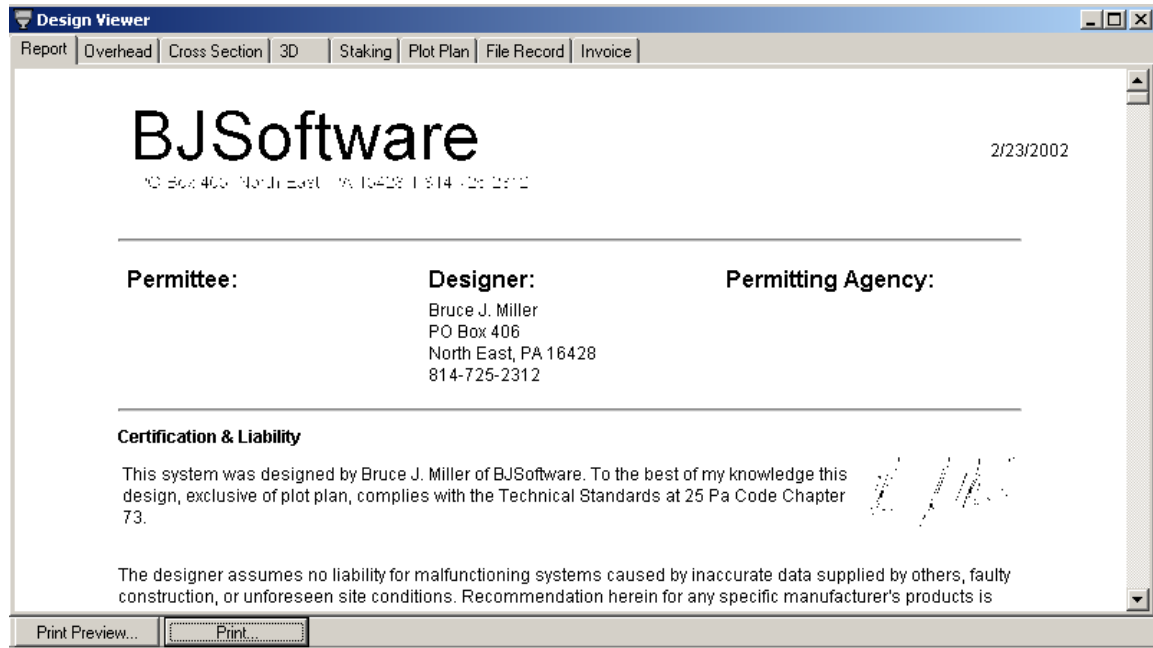 Design Viewer
Report Overhead Cross Section 3D Staking Plot Plan File Record Invoice
BJSoftware
2/23/2002
Permittee: Designer: Permitting Agency:
Bruce J. Miller
PO Box 406
North East, PA 16428
814-725-2312
Certification & Liability
This system was designed by Bruce J. Miller of BJSoftware. To the best of my knowledge this
design, exclusive of plot plan, complies with the Technical Standards at 25 Pa Code Chapter
73.
The designer assumes no liability for malfunctioning systems caused by inaccurate data supplied by others, faulty
construction, or unforeseen site conditions. Recommendation herein for any specific manufacturer's products is
Print Preview... Print...